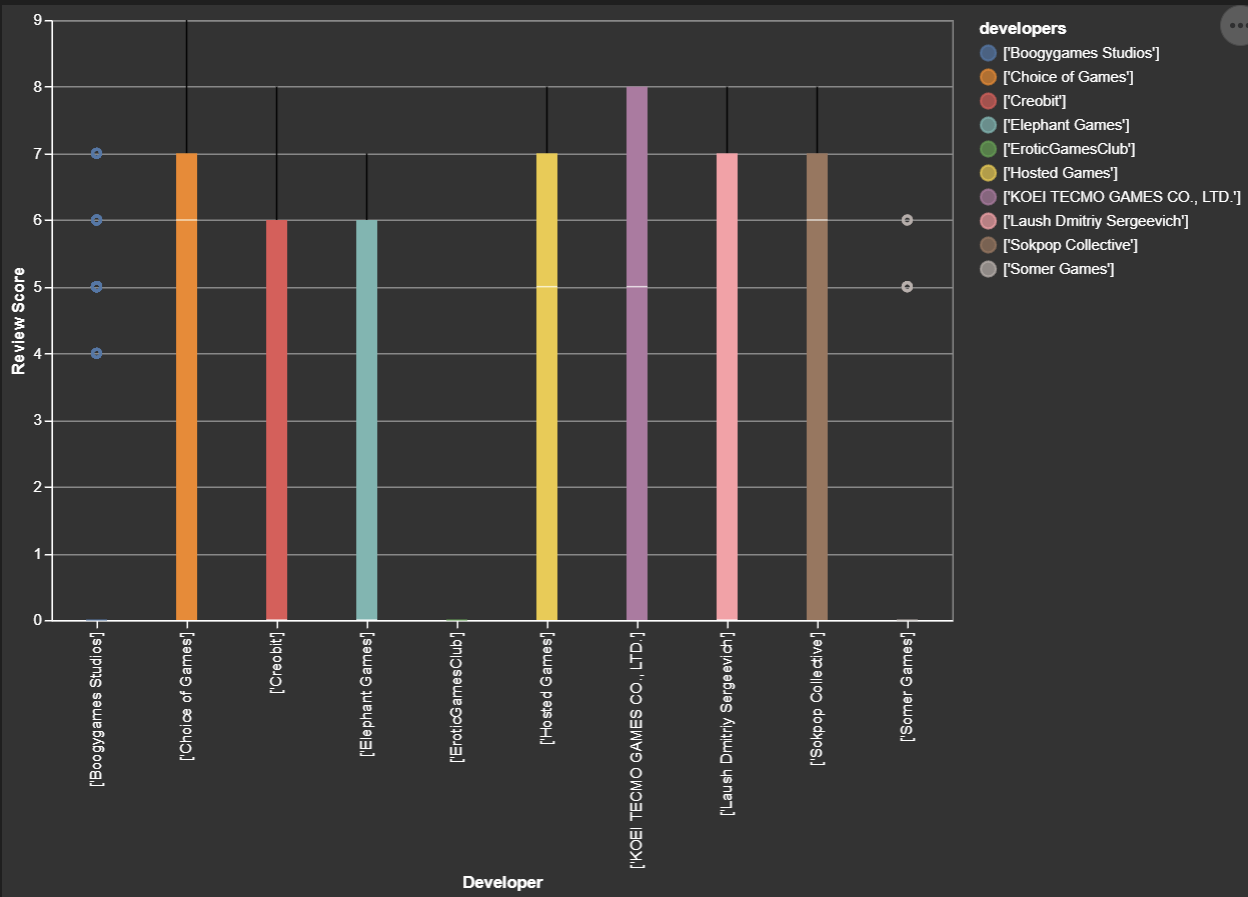 9
8
7
6
5
4
3
2
1
0
Review Score
['Boogygames Studios']
['Choice of Games']
['Creobit']
['Elephant Games']
['EroticGamesClub']
['Hosted Games']
['KOEI TECMO GAMES CO., LTD.']
['Laush Dmitriy Sergeevich']
['Sokpop Collective']
['Somer Games']
Developer
developers
['Boogygames Studios']
['Choice of Games']
['Creobit']
['Elephant Games']
['EroticGamesClub']
['Hosted Games']
['KOEI TECMO GAMES CO., LTD.']
['Laush Dmitriy Sergeevich']
['Sokpop Collective']
['Somer Games']